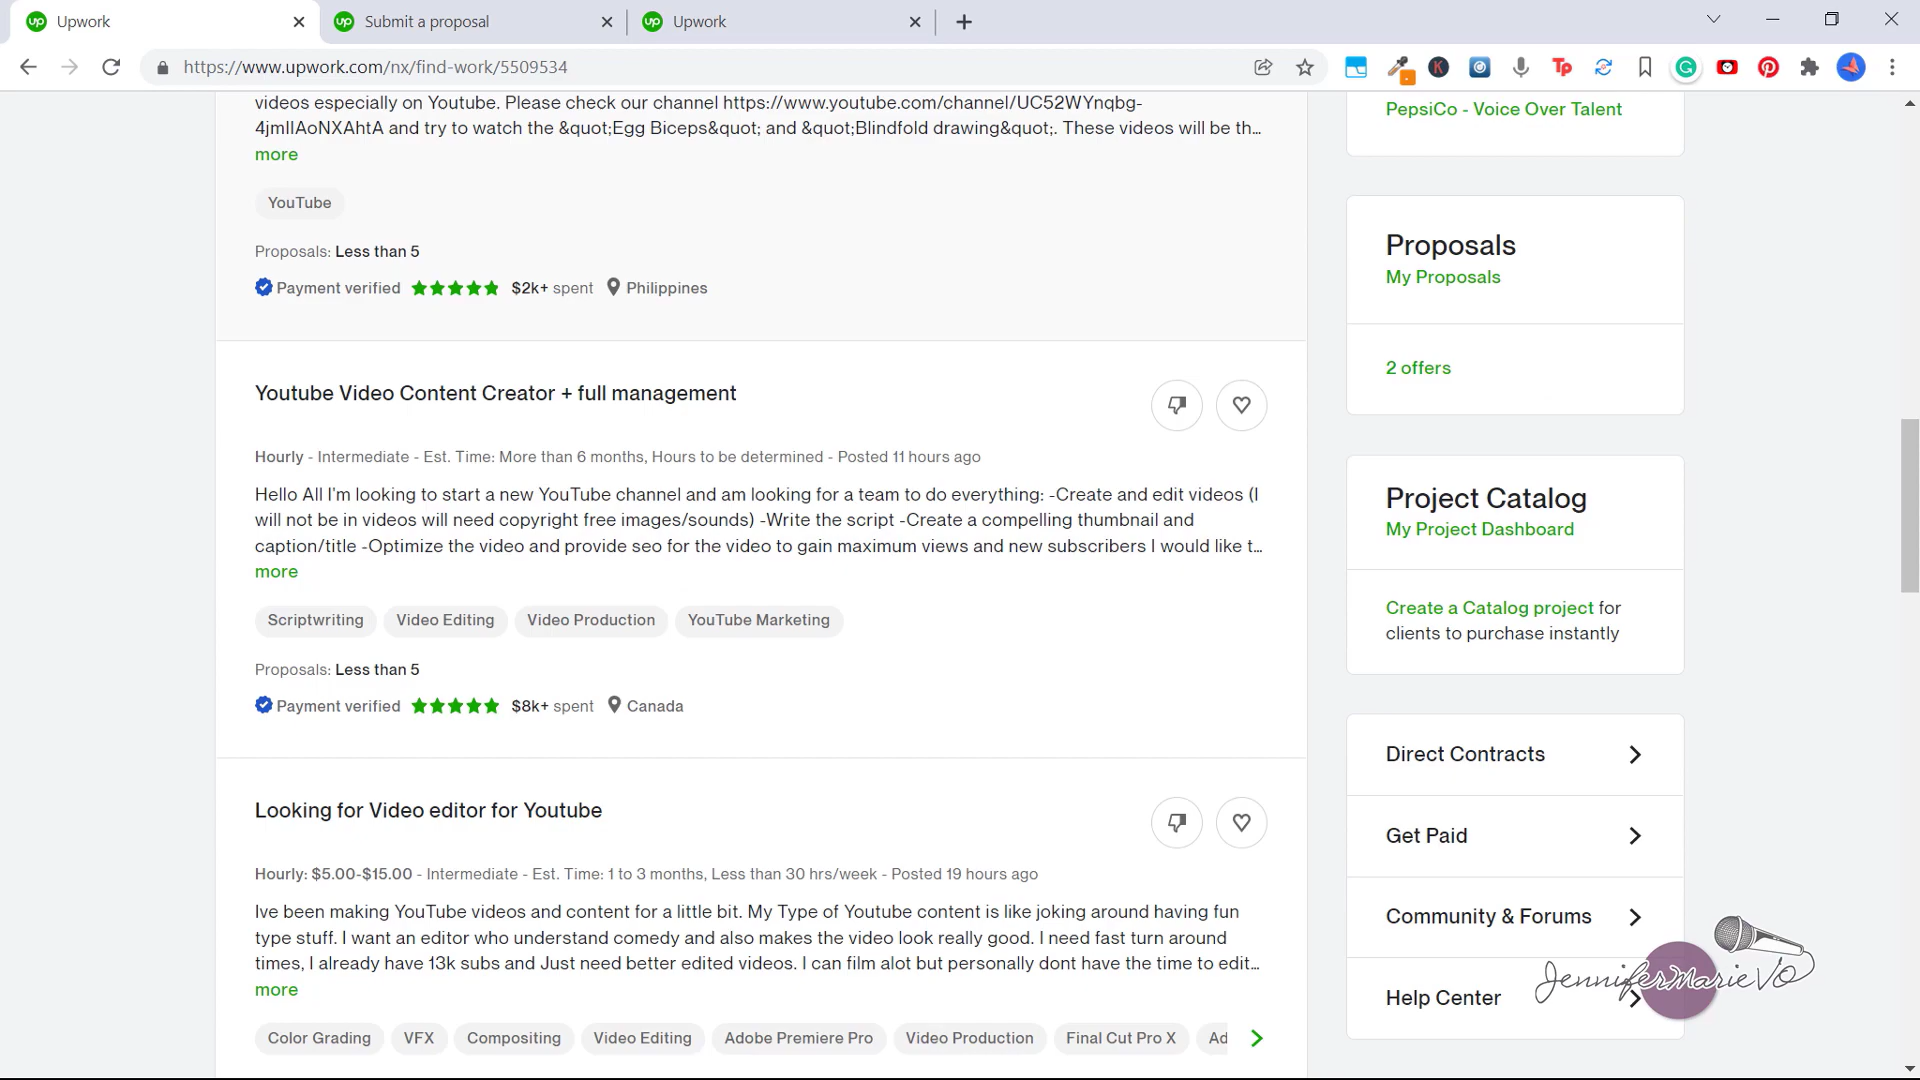 Upwork
Submit a proposal
Upwork
https://www.upwork.com/nx/find-work/5509534
videos especially on Youtube. Please check our channel https://www.youtube.com/channel/UC52WYnqbg-
4jmlIAoNXAhtA and try to watch the &quot;Egg Biceps&quot; and &quot;Blindfold drawing&quot;. These videos will be th...
more
YouTube
Proposals: Less than 5
Payment verified $2k+ spent Philippines
Youtube Video Content Creator + full management
Hourly - Intermediate - Est. Time: More than 6 months, Hours to be determined - Posted 11 hours ago
Hello All I'm looking to start a new YouTube channel and am looking for a team to do everything: -Create and edit videos (I
will not be in videos will need copyright free images/sounds) -Write the script -Create a compelling thumbnail and
caption/title -Optimize the video and provide seo for the video to gain maximum views and new subscribers I would like t...
more
Scriptwriting Video Editing Video Production YouTube Marketing
Proposals: Less than 5
Payment verified $8k+ spent Canada
Looking for Video editor for Youtube
Hourly: $5.00-$15.00 - Intermediate - Est. Time: 1 to 3 months, Less than 30 hrs/week - Posted 19 hours ago
Ive been making YouTube videos and content for a little bit. My Type of Youtube content is like joking around having fun
type stuff. I want an editor who understand comedy and also makes the video look really good. I need fast turn around
times, I already have 13k subs and Just need better edited videos. I can film alot but personally dont have the time to edit...
more
Color Grading VFX Compositing Video Editing Adobe Premiere Pro Video Production Final Cut Pro X Ad
PepsiCo - Voice Over Talent
Proposals
My Proposals
2 offers
Project Catalog
My Project Dashboard
Create a Catalog project for
clients to purchase instantly
Direct Contracts
Get Paid
Community & Forums
Help Center
JenniferMarieVO